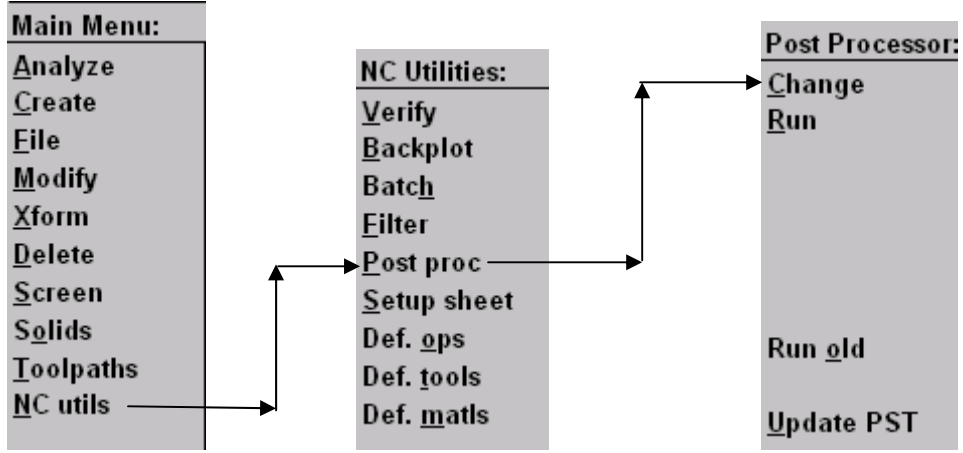 Main Menu:
Analyze
Create
File
Modify
Xform
Delete
Screen
Solids
Toolpaths
NC utils
NC Utilities:
Verify
Backplot
Batch
Filter
Post proc
Setup sheet
Def. ops
Def. tools
Def. matls
Post Processor:
Change
Run
Run old
Update PST